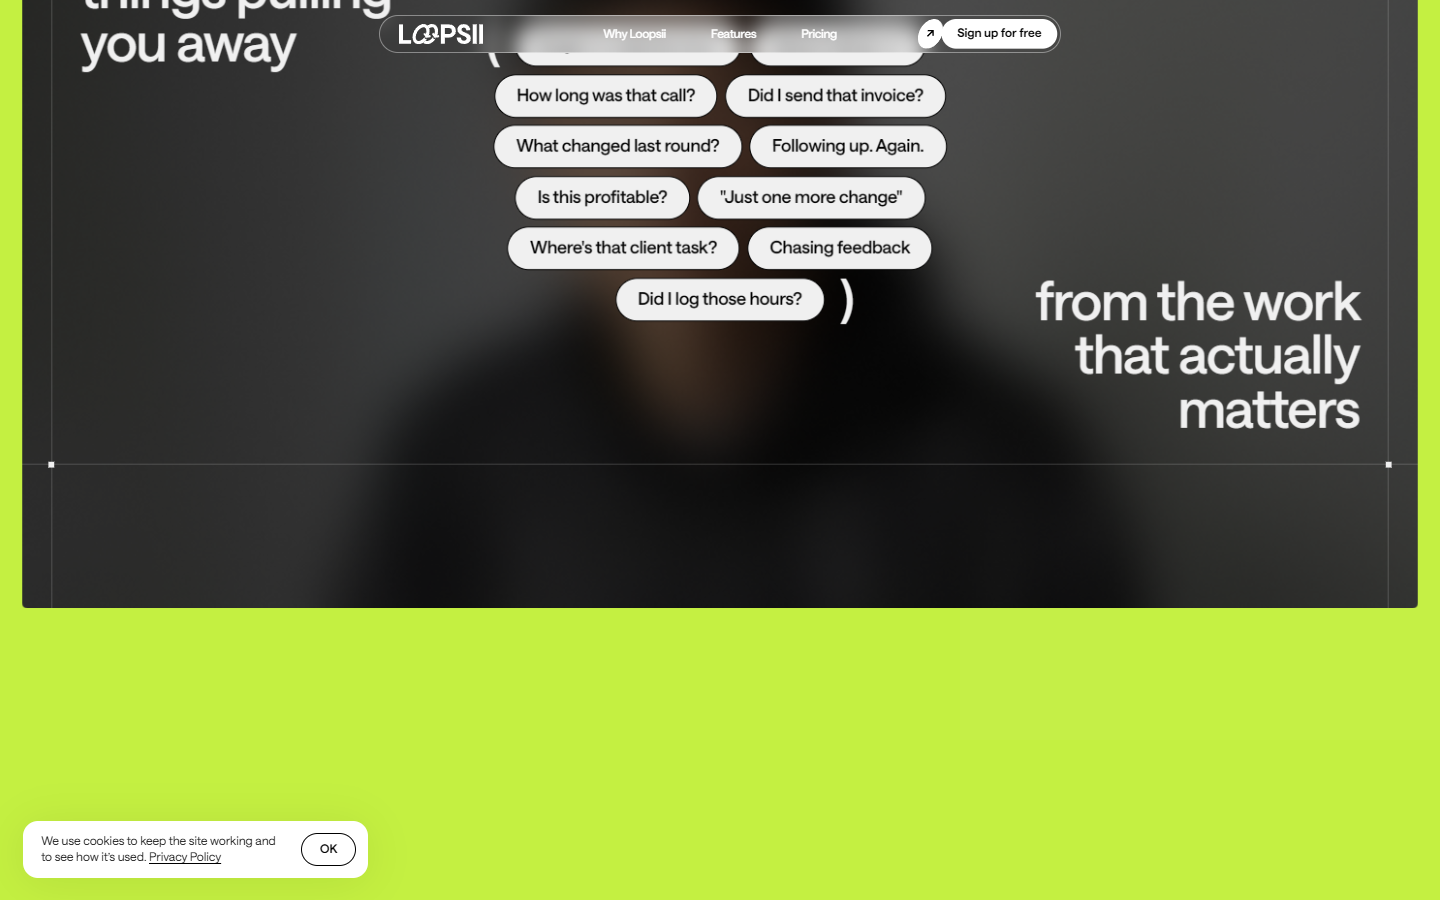 things pulling
you away
LOOPSII
Why Loopsii
Features
Pricing
Sign up for free
(
How long was that call?
Did I send that invoice?
What changed last round?
Following up. Again.
Is this profitable?
"Just one more change"
Where's that client task?
Chasing feedback
Did I log those hours?
)
from the work
that actually
matters
We use cookies to keep the site working and
to see how it's used. Privacy Policy
OK